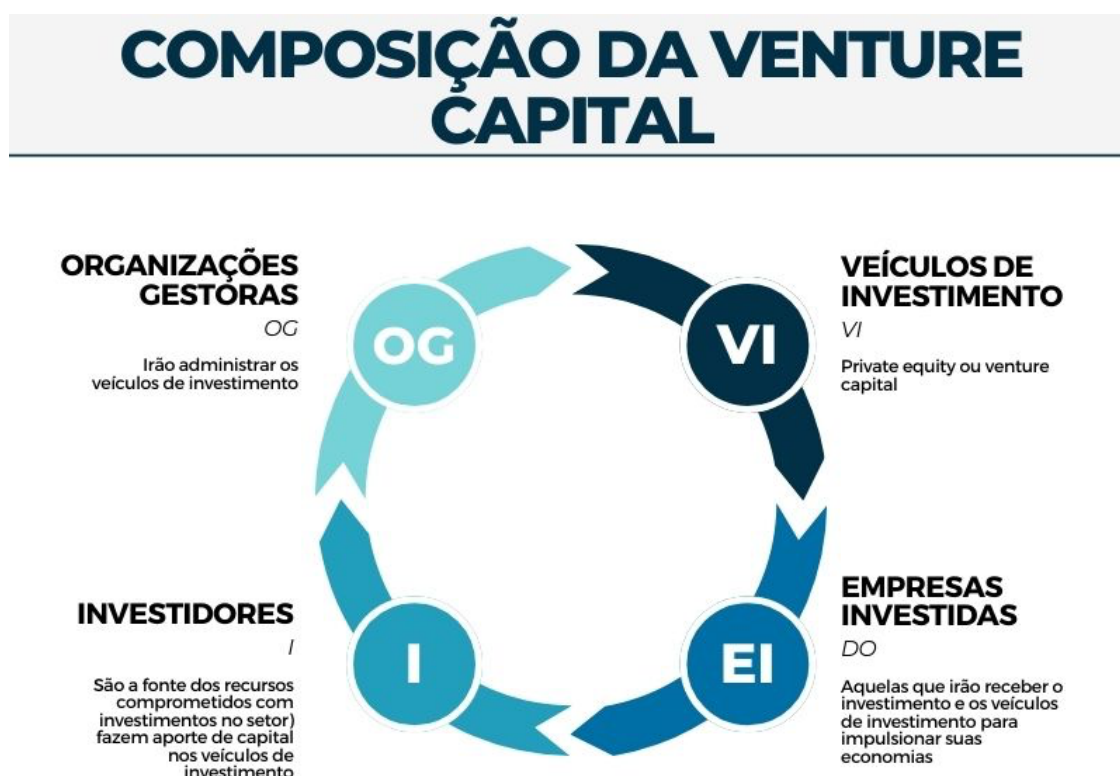 COMPOSIÇÃO DA VENTURE
CAPITAL
ORGANIZAÇÕES
GESTORAS
OG
Irão administrar os
veículos de investimento
OG
VI
VEÍCULOS DE
INVESTIMENTO
VI
Private equity ou venture
capital
INVESTIDORES
I
São a fonte dos recursos
comprometidos com
investimentos no setor)
fazem aporte de capital
nos veículos de
investimento
I
EI
EMPRESAS
INVESTIDAS
DO
Aquelas que irão receber o
investimento e os veículos
de investimento para
impulsionar suas
economias